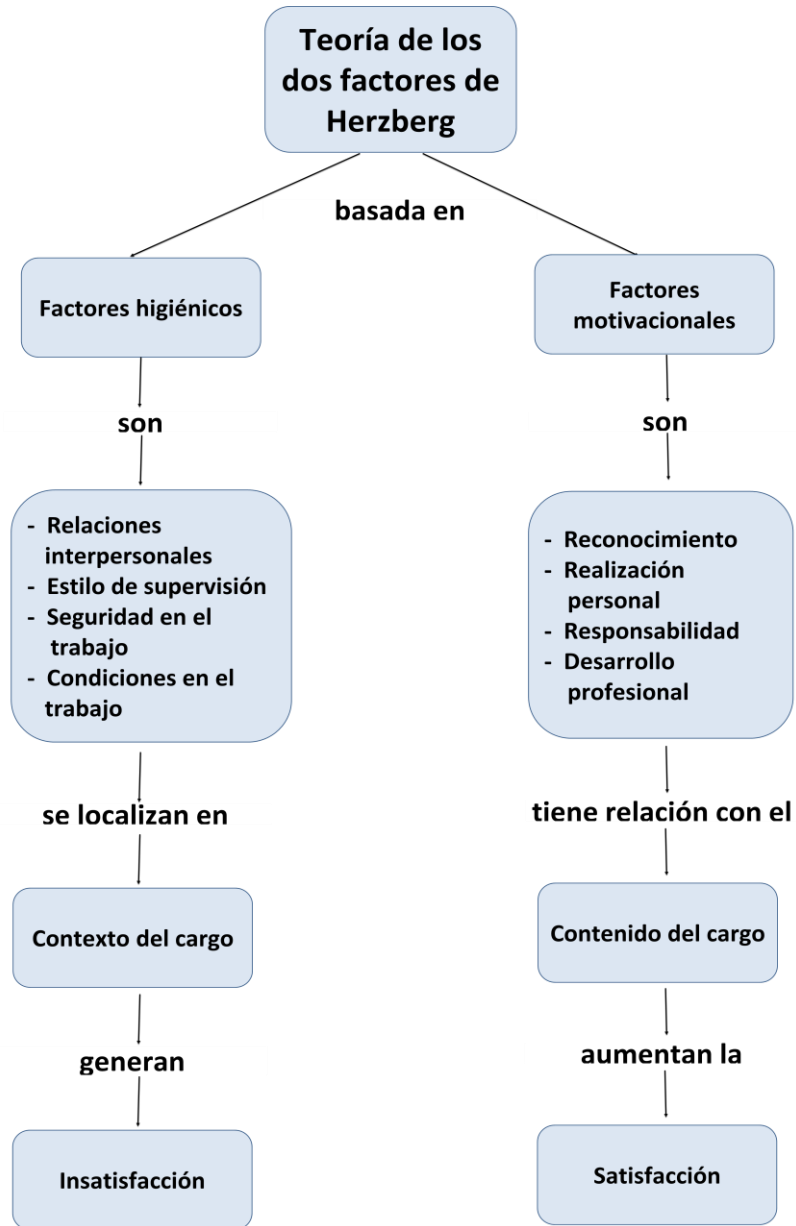 Teoría de los
dos factores de
Herzberg
basada en
Factores higiénicos
son
- Relaciones
interpersonales
- Estilo de supervisión
- Seguridad en el
trabajo
- Condiciones en el
trabajo
se localizan en
Contexto del cargo
generan
Insatisfacción
Factores
motivacionales
son
- Reconocimiento
- Realización
personal
- Responsabilidad
- Desarrollo
profesional
tiene relación con el
Contenido del cargo
aumentan la
Satisfacción